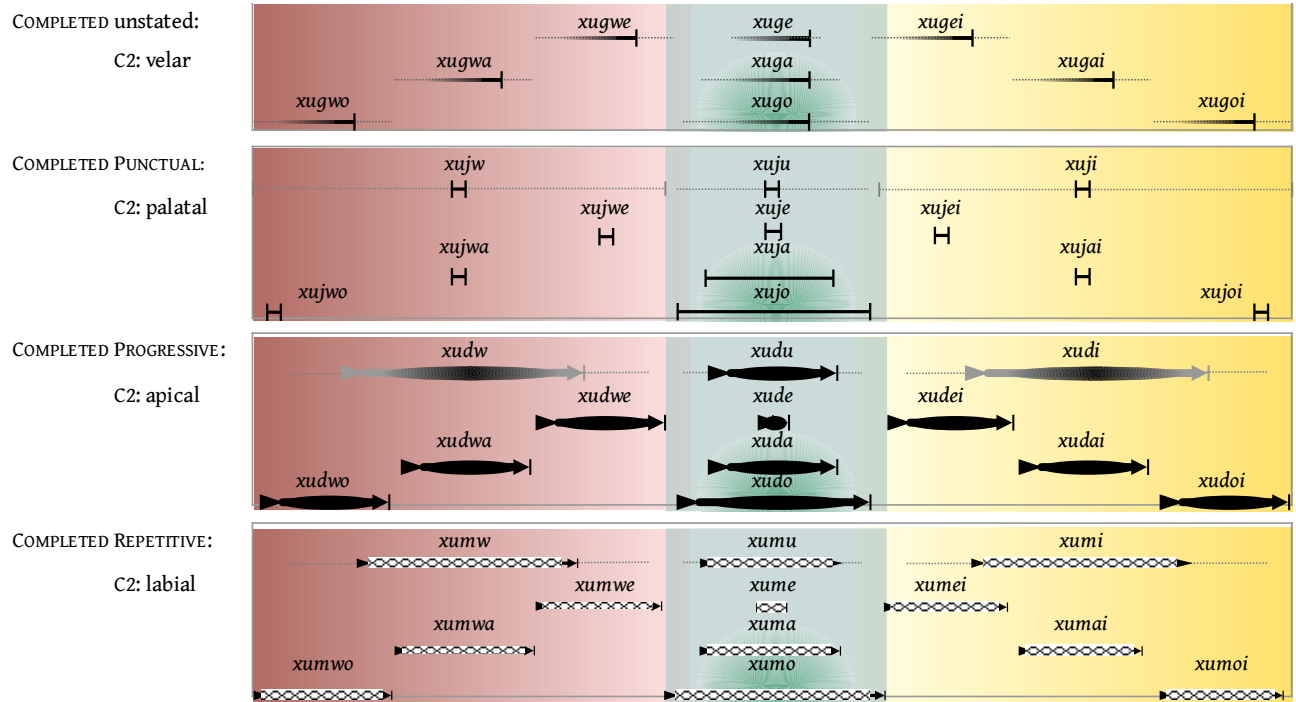 COMPLETED unstated:
C2: velar
xugwe xuge xugei
xugwa xuga xugai
xugwo xugo xugoi
COMPLETED PUNCTUAL:
C2: palatal
xujw xuju xuji
xujwe xuje xujei
xujwa xuja xujai
xujwo xujo xujoi
COMPLETED PROGRESSIVE:
C2: apical
xudw xudu xudi
xudwe xude xudei
xudwa xuda xudai
xudwo xudo xudoi
COMPLETED REPETITIVE:
C2: labial
xumw xumu xumi
xumwe xume xumei
xumwa xuma xumai
xumwo xumo xumoi